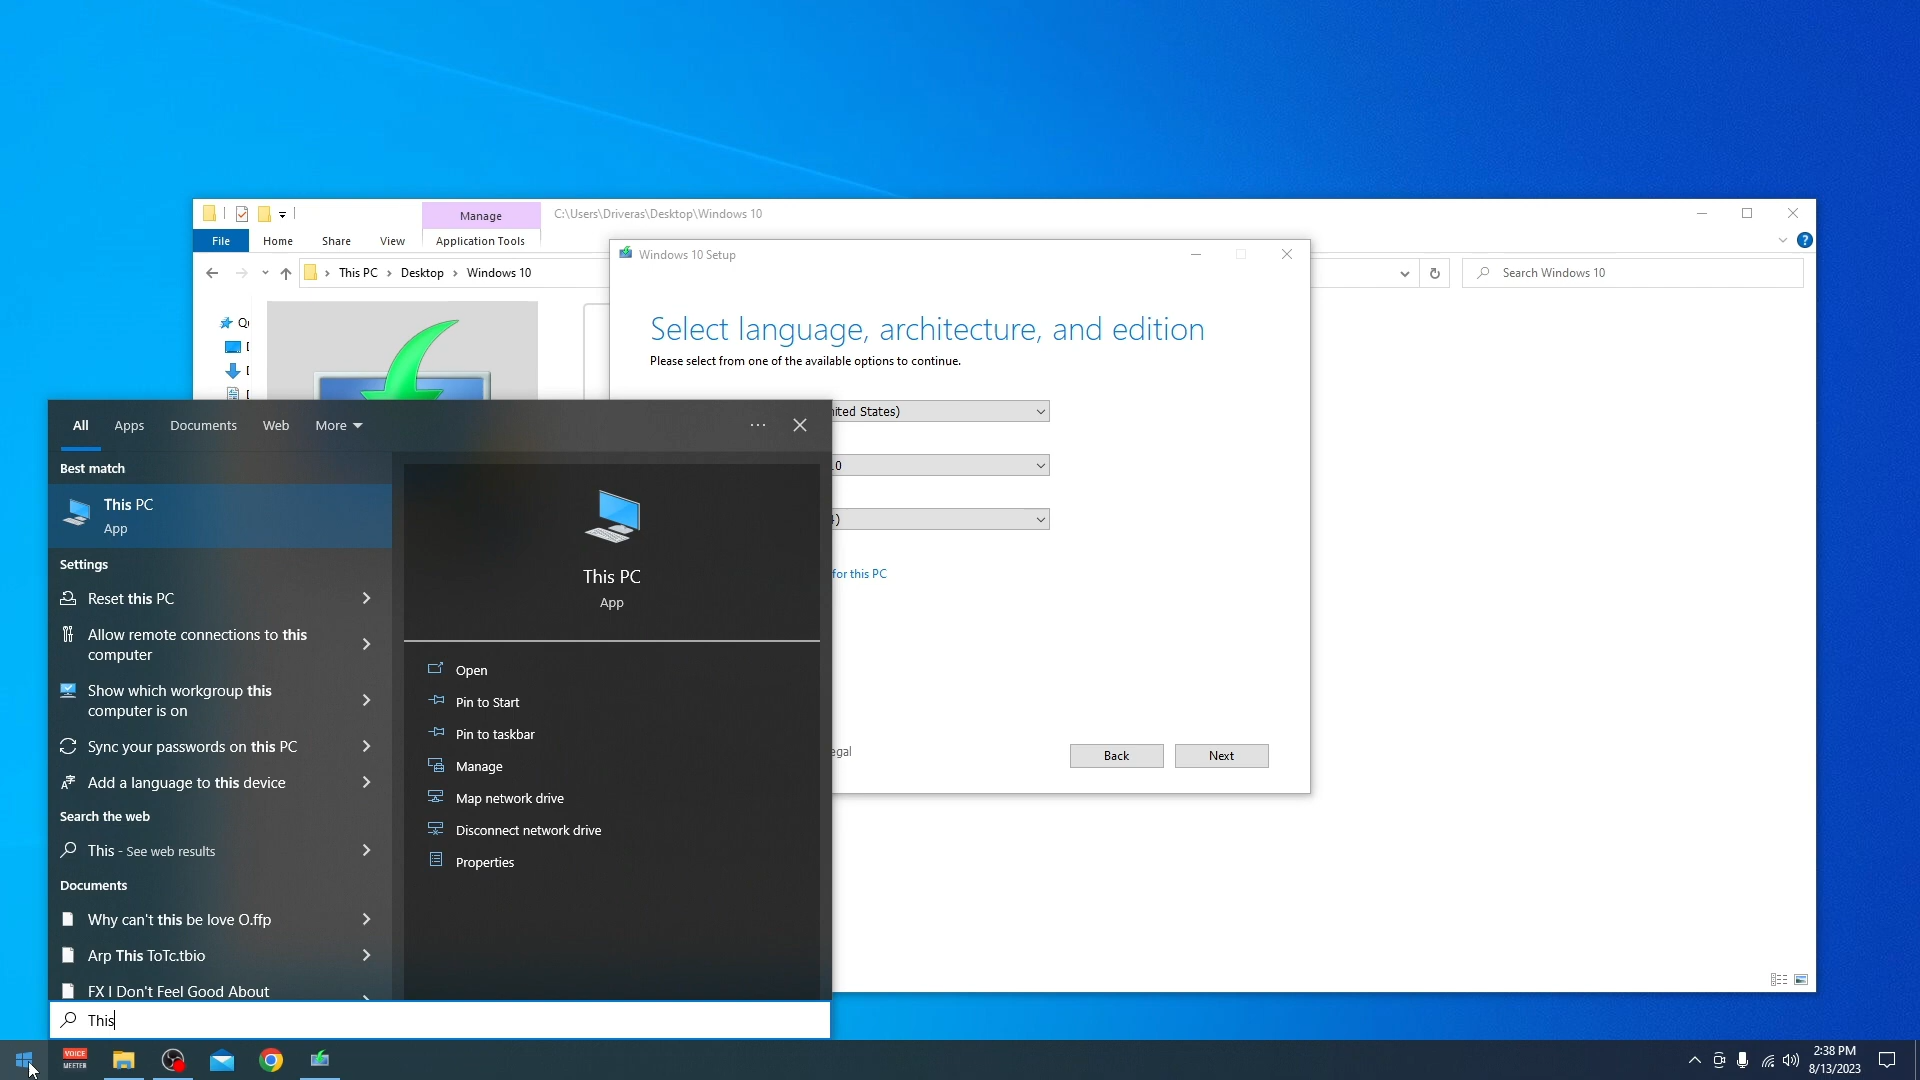 Manage
C:\Users\Driveras\Desktop\Windows 10
File
Home
Share
View
Application Tools
This PC
Desktop
Windows 10
Search Windows 10
Windows 10 Setup
Select language, architecture, and edition
Please select from one of the available options to continue.
States)
for this PC
Back
Next
All
Apps
Documents
Web
More
Best match
This PC
App
Settings
Reset this PC
Allow remote connections to this
computer
Show which workgroup this
computer is on
Sync your passwords on this PC
Add a language to this device
Search the web
This - See web results
Documents
Why can't this be love O.ffp
Arp This ToTc.tbio
FX I Don't Feel Good About
This PC
App
Open
Pin to Start
Pin to taskbar
Manage
Map network drive
Disconnect network drive
Properties
This
VOICE
MEETER
2:38 PM
8/13/2023